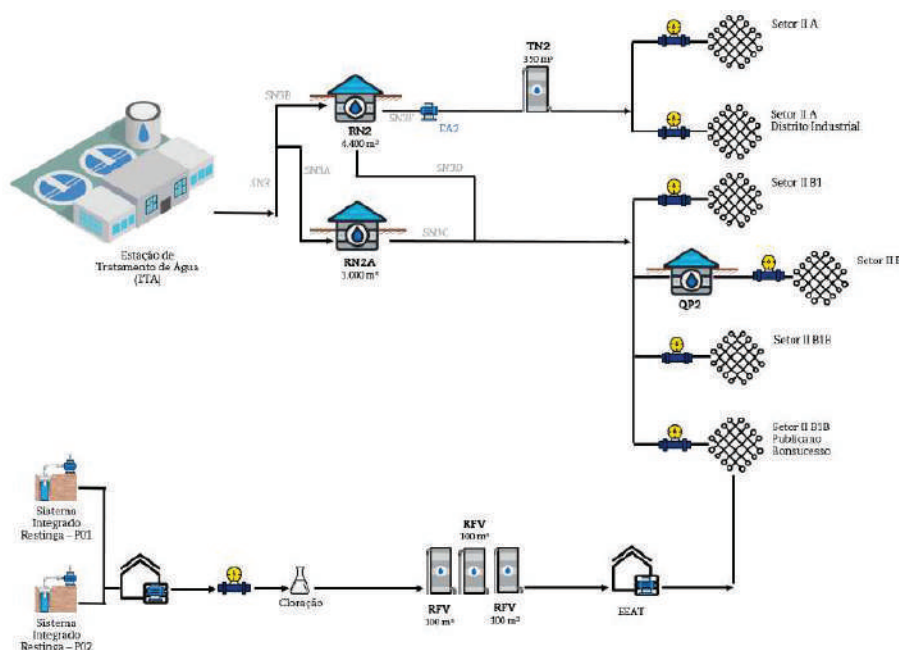 Setor II A
TN2
350 m³
SN3B
RN2
4.400 m³
Setor II A
Distrito Industrial
SN3
SN3A
SN3D
Setor II B1
Estação de
Tratamento de Água
(ETA)
RN2A
3.000 m³
SN3C
Setor II
QP2
Setor II B1B
Setor II B1B
Publicano
Bonsucesso
Sistema
Integrado
Restinga – P01
RFV
100 m³
Cloração
Sistema
Integrado
Restinga – P02
RFV
100 m³
RFV
100 m³
EEAT